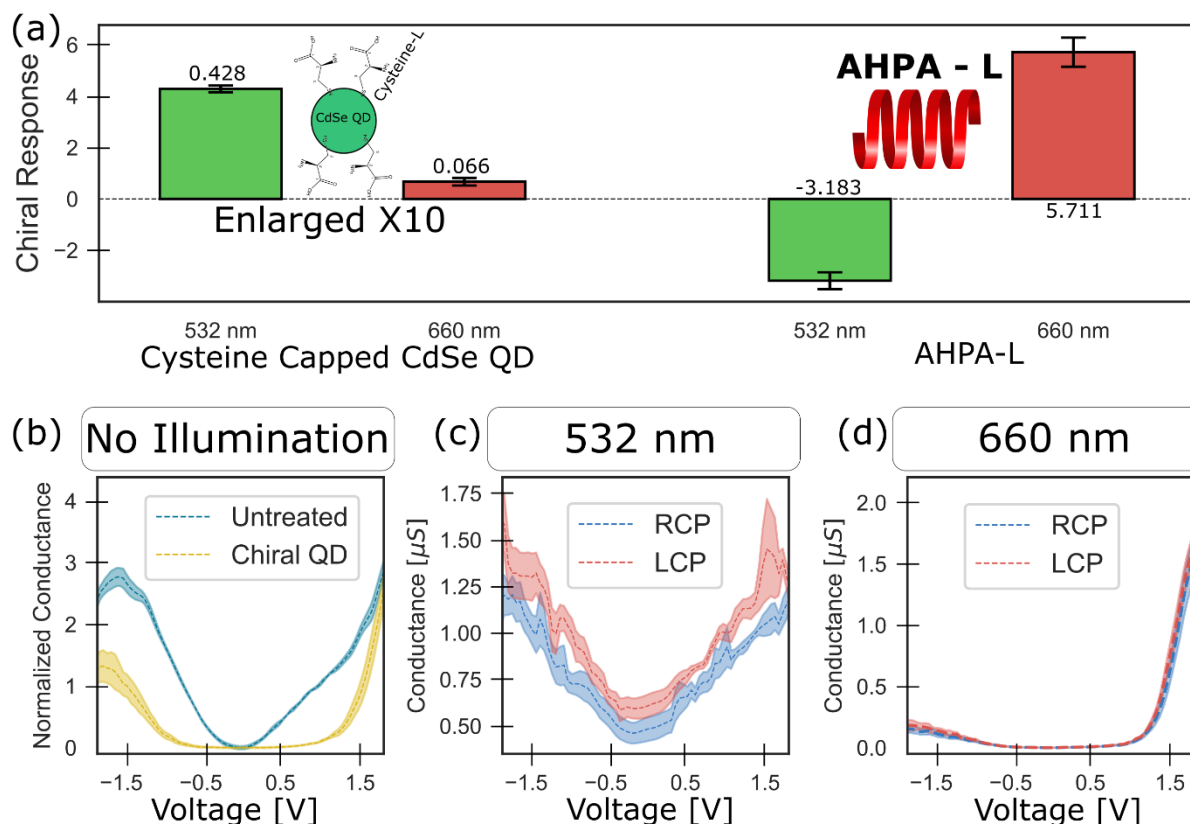 (a)
Chiral Response
6
4
2
0
−2
0.428
CdSe QD
Cysteine-L
0.066
Enlarged X10
AHPA - L
-3.183
5.711
532 nm
660 nm
532 nm
660 nm
Cysteine Capped CdSe QD
AHPA-L
(b)
No Illumination
Normalized Conductance
4
3
2
1
0
Untreated
Chiral QD
−1.5
−0.5
0.5
1.5
Voltage [V]
(c)
532 nm
Conductance [μS]
1.75
1.50
1.25
1.00
0.75
0.50
RCP
LCP
−1.5
−0.5
0.5
1.5
Voltage [V]
(d)
660 nm
Conductance [μS]
2.0
1.5
1.0
0.5
0.0
RCP
LCP
−1.5
−0.5
0.5
1.5
Voltage [V]